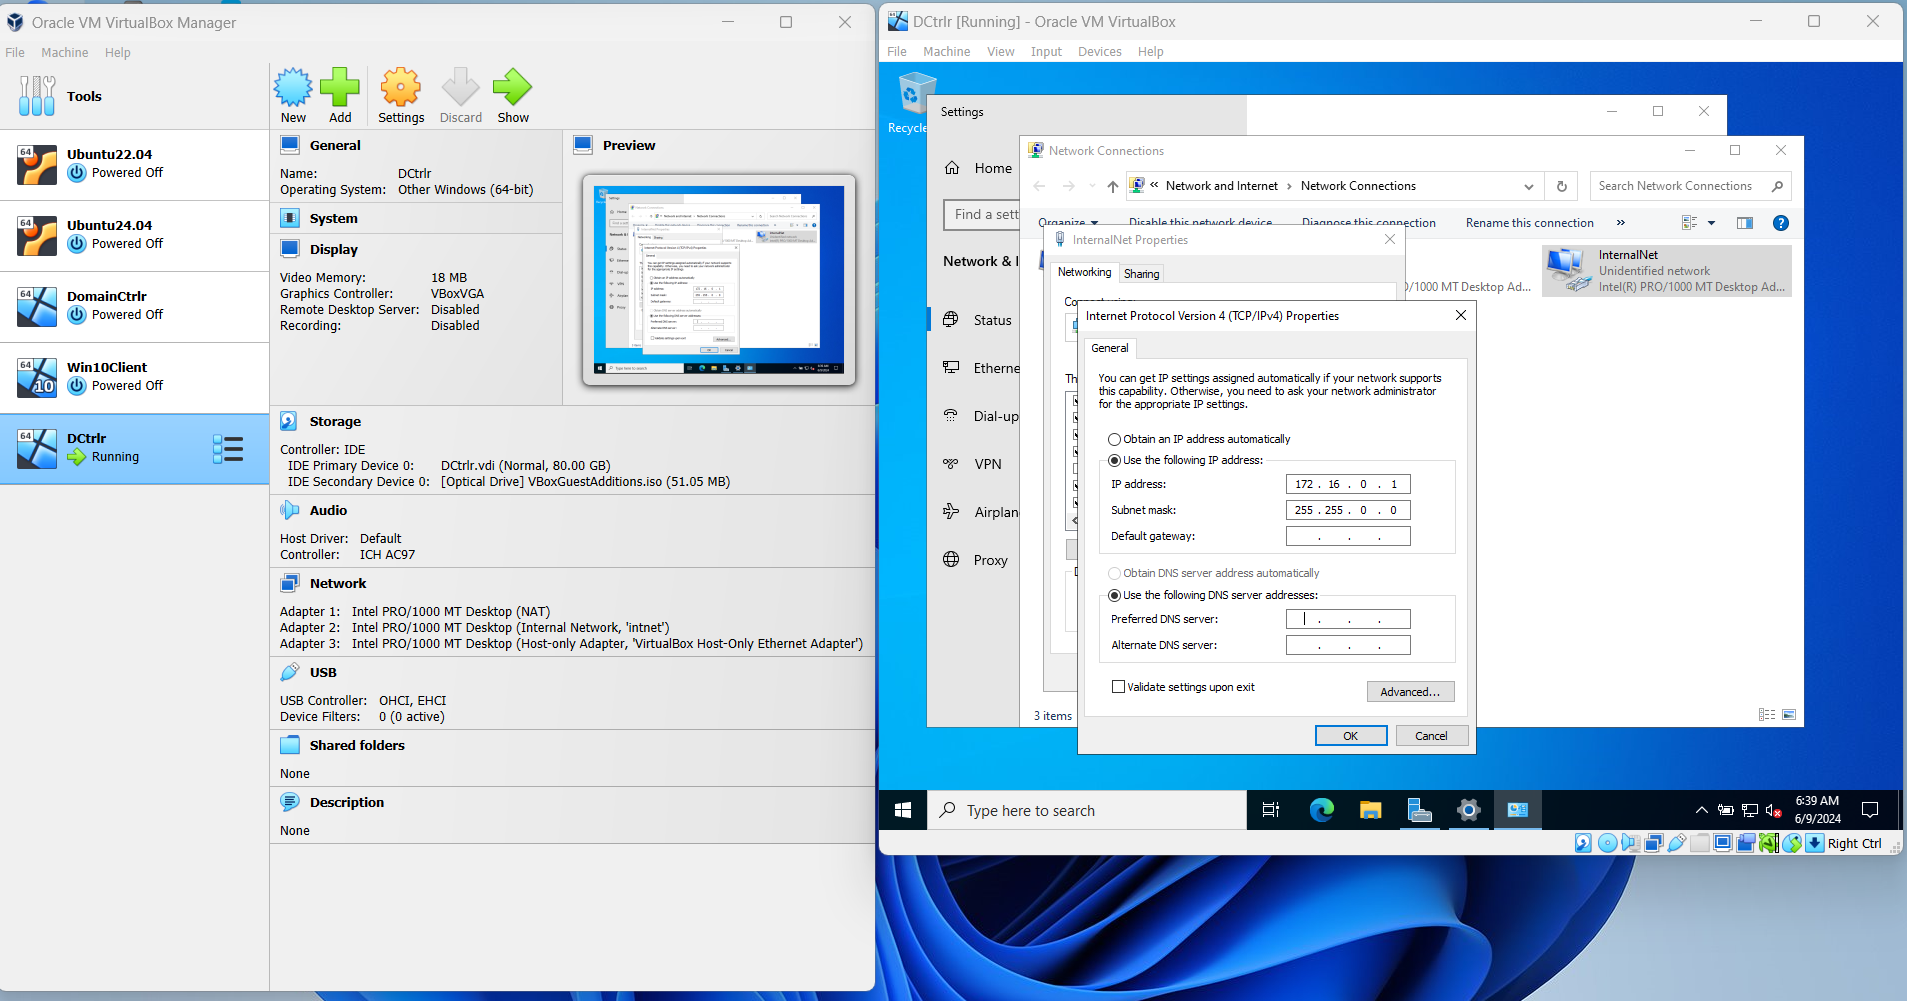 Oracle VM VirtualBox Manager
File Machine Help
Tools
New Add Settings Discard Show
64
Ubuntu22.04
Powered Off
64
Ubuntu24.04
Powered Off
64
DomainCtrlr
Powered Off
64
10
Win10Client
Powered Off
64
DCtrlr
Running
General
Name: DCtrlr
Operating System: Other Windows (64-bit)
System
Display
Video Memory: 18 MB
Graphics Controller: VBoxVGA
Remote Desktop Server: Disabled
Recording: Disabled
Preview
Storage
Controller: IDE
IDE Primary Device 0: DCtrlr.vdi (Normal, 80.00 GB)
IDE Secondary Device 0: [Optical Drive] VBoxGuestAdditions.iso (51.05 MB)
Audio
Host Driver: Default
Controller: ICH AC97
Network
Adapter 1: Intel PRO/1000 MT Desktop (NAT)
Adapter 2: Intel PRO/1000 MT Desktop (Internal Network, 'intnet')
Adapter 3: Intel PRO/1000 MT Desktop (Host-only Adapter, 'VirtualBox Host-Only Ethernet Adapter')
USB
USB Controller: OHCI, EHCI
Device Filters: 0 (0 active)
Shared folders
None
Description
None
DCtrlr [Running] - Oracle VM VirtualBox
File Machine View Input Devices Help
Recycle
Settings
Home
Find a sett
Network & I
Status
Etherne
Dial-up
VPN
Airplan
Proxy
Network Connections
« Network and Internet › Network Connections
Search Network Connections
Organize Disable this network device Diagnose this connection Rename this connection »
/1000 MT Desktop Ad...
InternalNet
Unidentified network
Intel(R) PRO/1000 MT Desktop Ad...
3 items
InternalNet Properties
Networking Sharing
Internet Protocol Version 4 (TCP/IPv4) Properties
General
You can get IP settings assigned automatically if your network supports
this capability. Otherwise, you need to ask your network administrator
for the appropriate IP settings.
Obtain an IP address automatically
Use the following IP address:
IP address: 172 . 16 . 0 . 1
Subnet mask: 255 . 255 . 0 . 0
Default gateway: . . .
Obtain DNS server address automatically
Use the following DNS server addresses:
Preferred DNS server: . . .
Alternate DNS server: . . .
Validate settings upon exit
Advanced...
OK Cancel
Type here to search
6:39 AM
6/9/2024
Right Ctrl